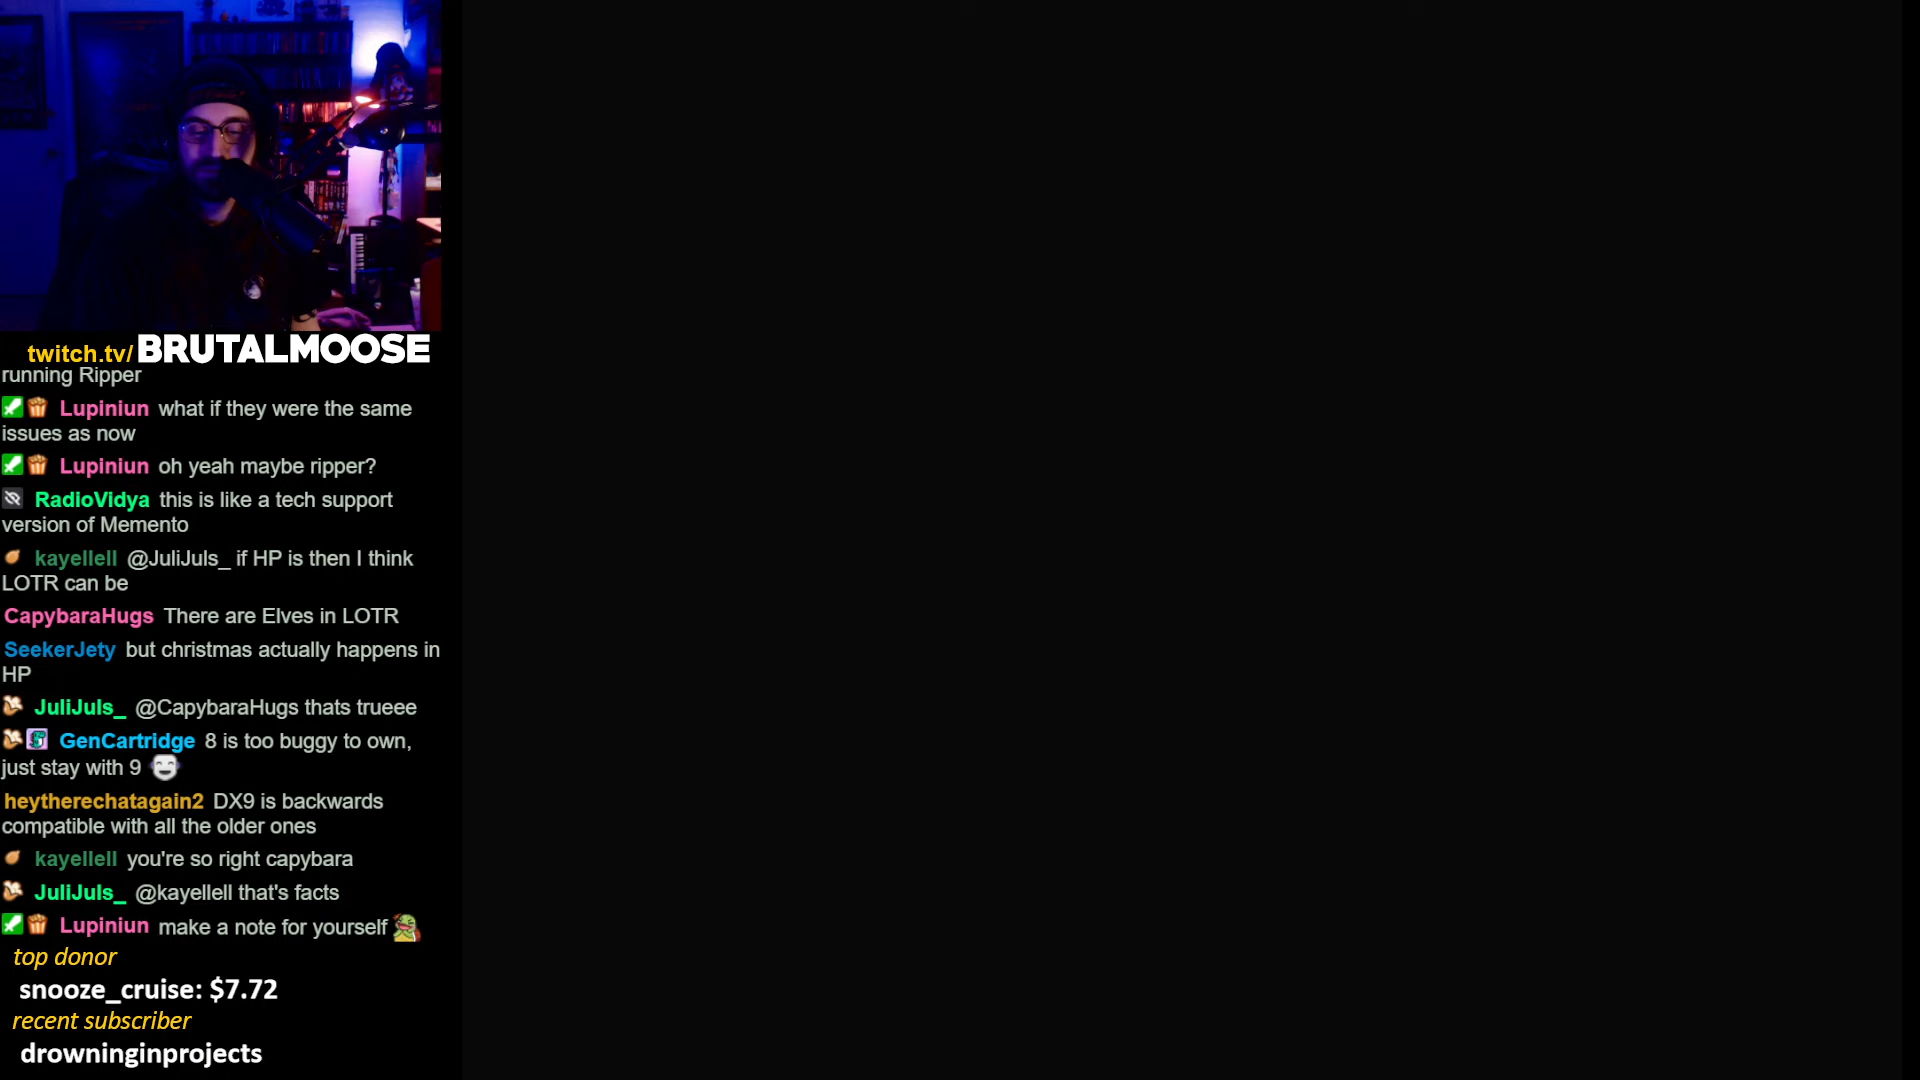 twitch.tv/BRUTALMOOSE
running Ripper
Lupiniun what if they were the same
issues as now
Lupiniun oh yeah maybe ripper?
RadioVidya this is like a tech support
version of Memento
kayellell @JuliJuls_ if HP is then I think
LOTR can be
CapybaraHugs There are Elves in LOTR
SeekerJety but christmas actually happens in
HP
JuliJuls_ @CapybaraHugs thats trueee
GenCartridge 8 is too buggy to own,
just stay with 9
heytherechatagain2 DX9 is backwards
compatible with all the older ones
kayellell you're so right capybara
JuliJuls_ @kayellell that's facts
Lupiniun make a note for yourself
top donor
snooze_cruise: $7.72
recent subscriber
drowninginprojects